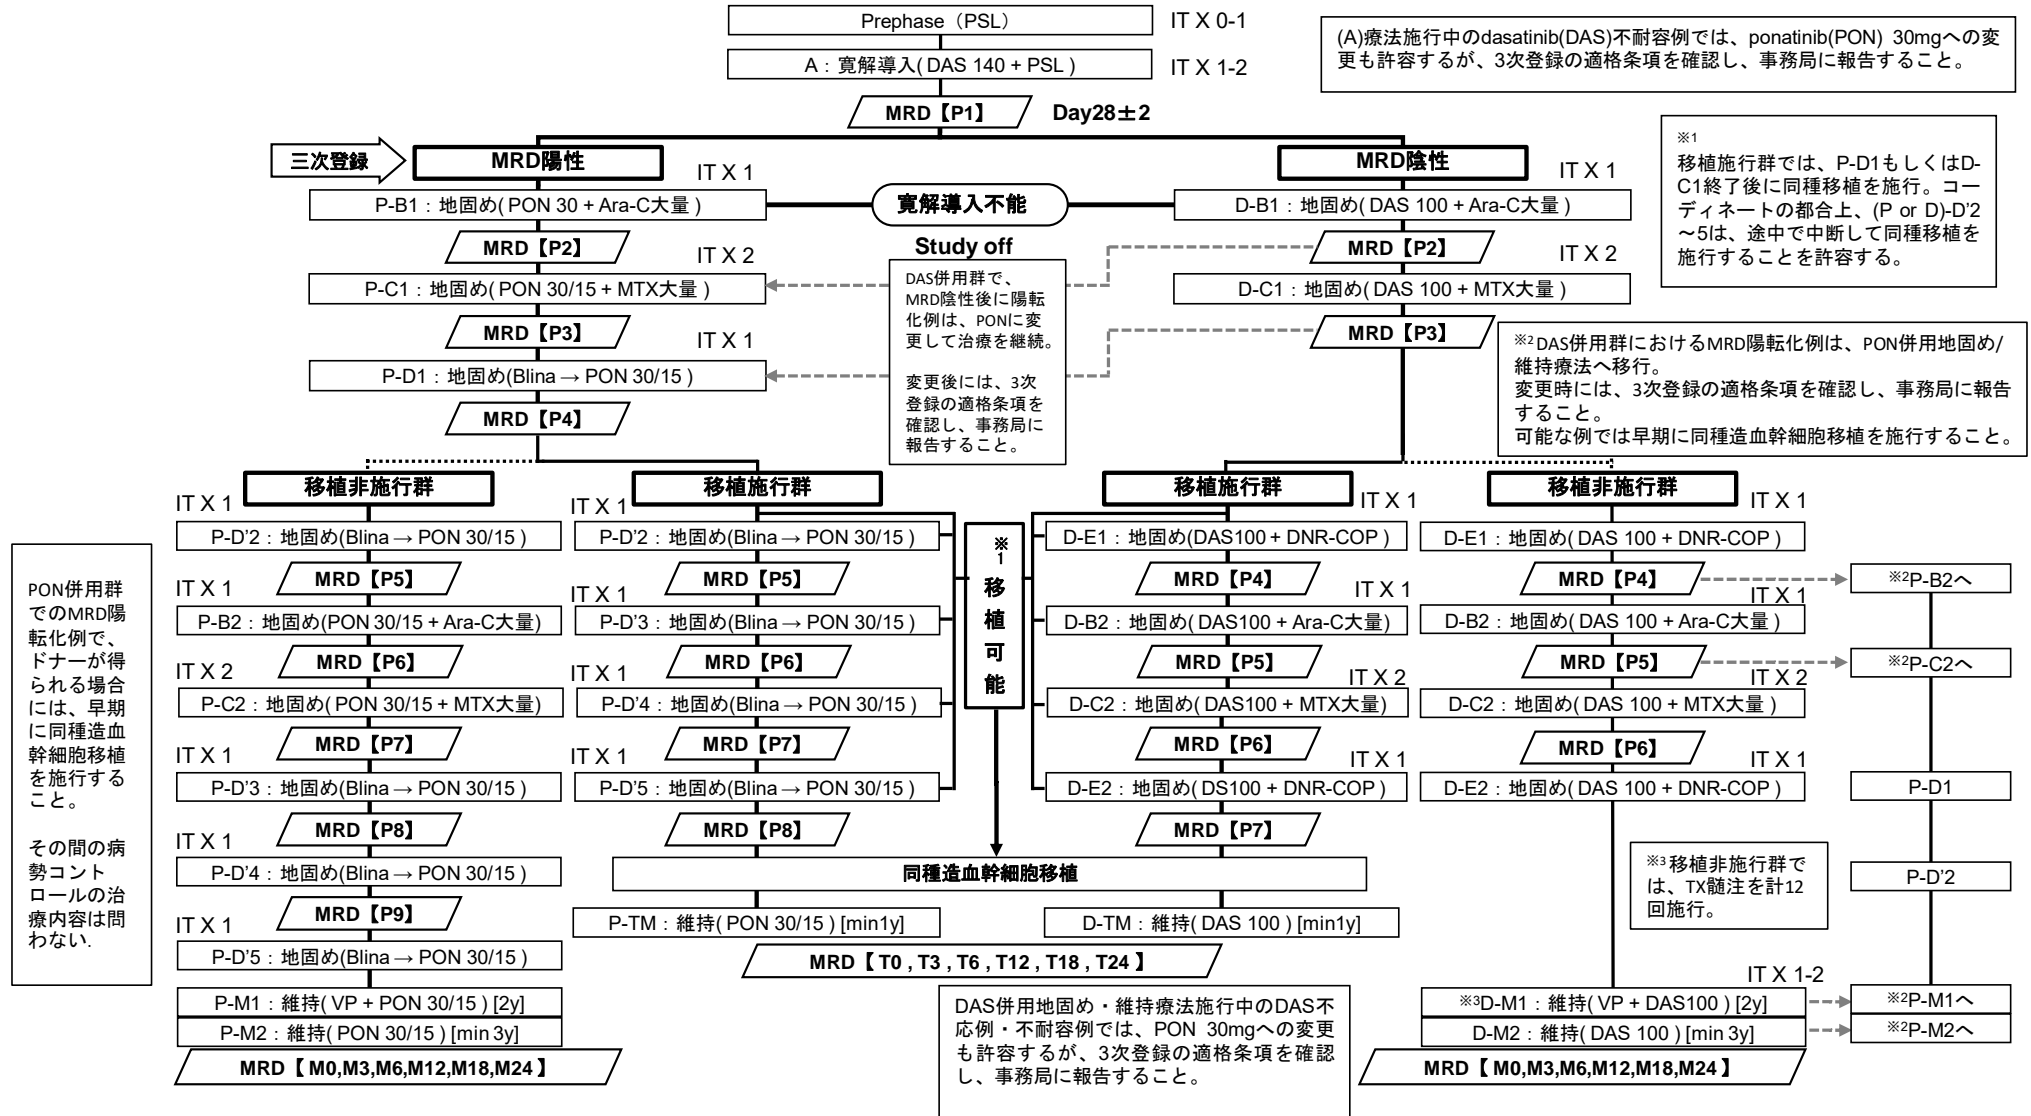 Prephase（PSL）
IT X 0-1
A：寛解導入( DAS 140 + PSL )
IT X 1-2
(A)療法施行中のdasatinib(DAS)不耐容例では、ponatinib(PON) 30mgへの変
更も許容するが、3次登録の適格条項を確認し、事務局に報告すること。
MRD【P1】
Day28±2
三次登録
MRD陽性
IT X 1
MRD陰性
IT X 1
※1
移植施行群では、P-D1もしくはD-
C1終了後に同種移植を施行。コー
ディネートの都合上、(P or D)-D'2
～5は、途中で中断して同種移植を
施行することを許容する。
P-B1：地固め( PON 30 + Ara-C大量 )
寛解導入不能
D-B1：地固め( DAS 100 + Ara-C大量 )
Study off
MRD【P2】
IT X 2
MRD【P2】
IT X 2
P-C1：地固め( PON 30/15 + MTX大量 )
D-C1：地固め( DAS 100 + MTX大量 )
DAS併用群で、
MRD陰性後に陽転
化例は、PONに変
更して治療を継続。
変更後には、3次
登録の適格条項を
確認し、事務局に
報告すること。
MRD【P3】
IT X 1
MRD【P3】
P-D1：地固め(Blina → PON 30/15 )
MRD【P4】
※2 DAS併用群におけるMRD陽転化例は、PON併用地固め/
維持療法へ移行。
変更時には、3次登録の適格条項を確認し、事務局に報告
すること。
可能な例では早期に同種造血幹細胞移植を施行すること。
移植非施行群
移植施行群
移植施行群
移植非施行群
PON併用群
でのMRD陽
転化例で、
ドナーが得
られる場合
には、早期
に同種造血
幹細胞移植
を施行する
こと。
その間の病
勢コント
ロールの治
療内容は問
わない.
IT X 1
P-D'2：地固め(Blina → PON 30/15 )
MRD【P5】
IT X 1
P-B2：地固め(PON 30/15 + Ara-C大量)
MRD【P6】
IT X 2
P-C2：地固め( PON 30/15 + MTX大量)
MRD【P7】
IT X 1
P-D'3：地固め(Blina → PON 30/15 )
MRD【P8】
IT X 1
P-D'4：地固め(Blina → PON 30/15 )
MRD【P9】
IT X 1
P-D'5：地固め(Blina → PON 30/15 )
P-M1：維持( VP + PON 30/15 ) [2y]
P-M2：維持( PON 30/15 ) [min 3y]
MRD【 M0,M3,M6,M12,M18,M24 】
IT X 1
P-D'2：地固め(Blina → PON 30/15 )
MRD【P5】
IT X 1
P-D'3：地固め(Blina → PON 30/15 )
MRD【P6】
IT X 1
P-D'4：地固め(Blina → PON 30/15 )
MRD【P7】
IT X 1
P-D'5：地固め(Blina → PON 30/15 )
MRD【P8】
※1
移植可能
IT X 1
D-E1：地固め(DAS100 + DNR-COP )
MRD【P4】
IT X 1
D-B2：地固め(DAS100 + Ara-C大量)
MRD【P5】
IT X 2
D-C2：地固め(DAS100 + MTX大量)
MRD【P6】
IT X 1
D-E2：地固め( DS100 + DNR-COP )
MRD【P7】
同種造血幹細胞移植
P-TM：維持( PON 30/15 ) [min1y]
D-TM：維持( DAS 100 ) [min1y]
MRD【 T0 , T3 , T6 , T12 , T18 , T24 】
DAS併用地固め・維持療法施行中のDAS不
応例・不耐容例では、PON 30mgへの変更
も許容するが、3次登録の適格条項を確認
し、事務局に報告すること。
IT X 1
D-E1：地固め( DAS 100 + DNR-COP )
MRD【P4】
※2P-B2へ
IT X 1
D-B2：地固め( DAS 100 + Ara-C大量 )
MRD【P5】
※2P-C2へ
IT X 2
D-C2：地固め( DAS 100 + MTX大量 )
MRD【P6】
IT X 1
D-E2：地固め( DAS 100 + DNR-COP )
P-D1
※3 移植非施行群で
は、TX髄注を計12
回施行。
P-D'2
IT X 1-2
※3D-M1：維持( VP + DAS100 ) [2y]
※2P-M1へ
D-M2：維持( DAS 100 ) [min 3y]
※2P-M2へ
MRD【 M0,M3,M6,M12,M18,M24 】